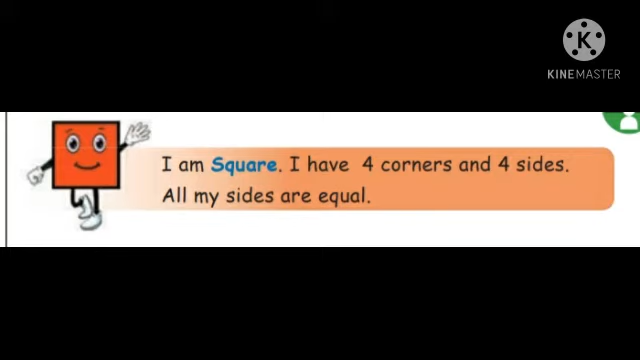 KINEMASTER
I am Square. I have 4 corners and 4 sides.
All my sides are equal.